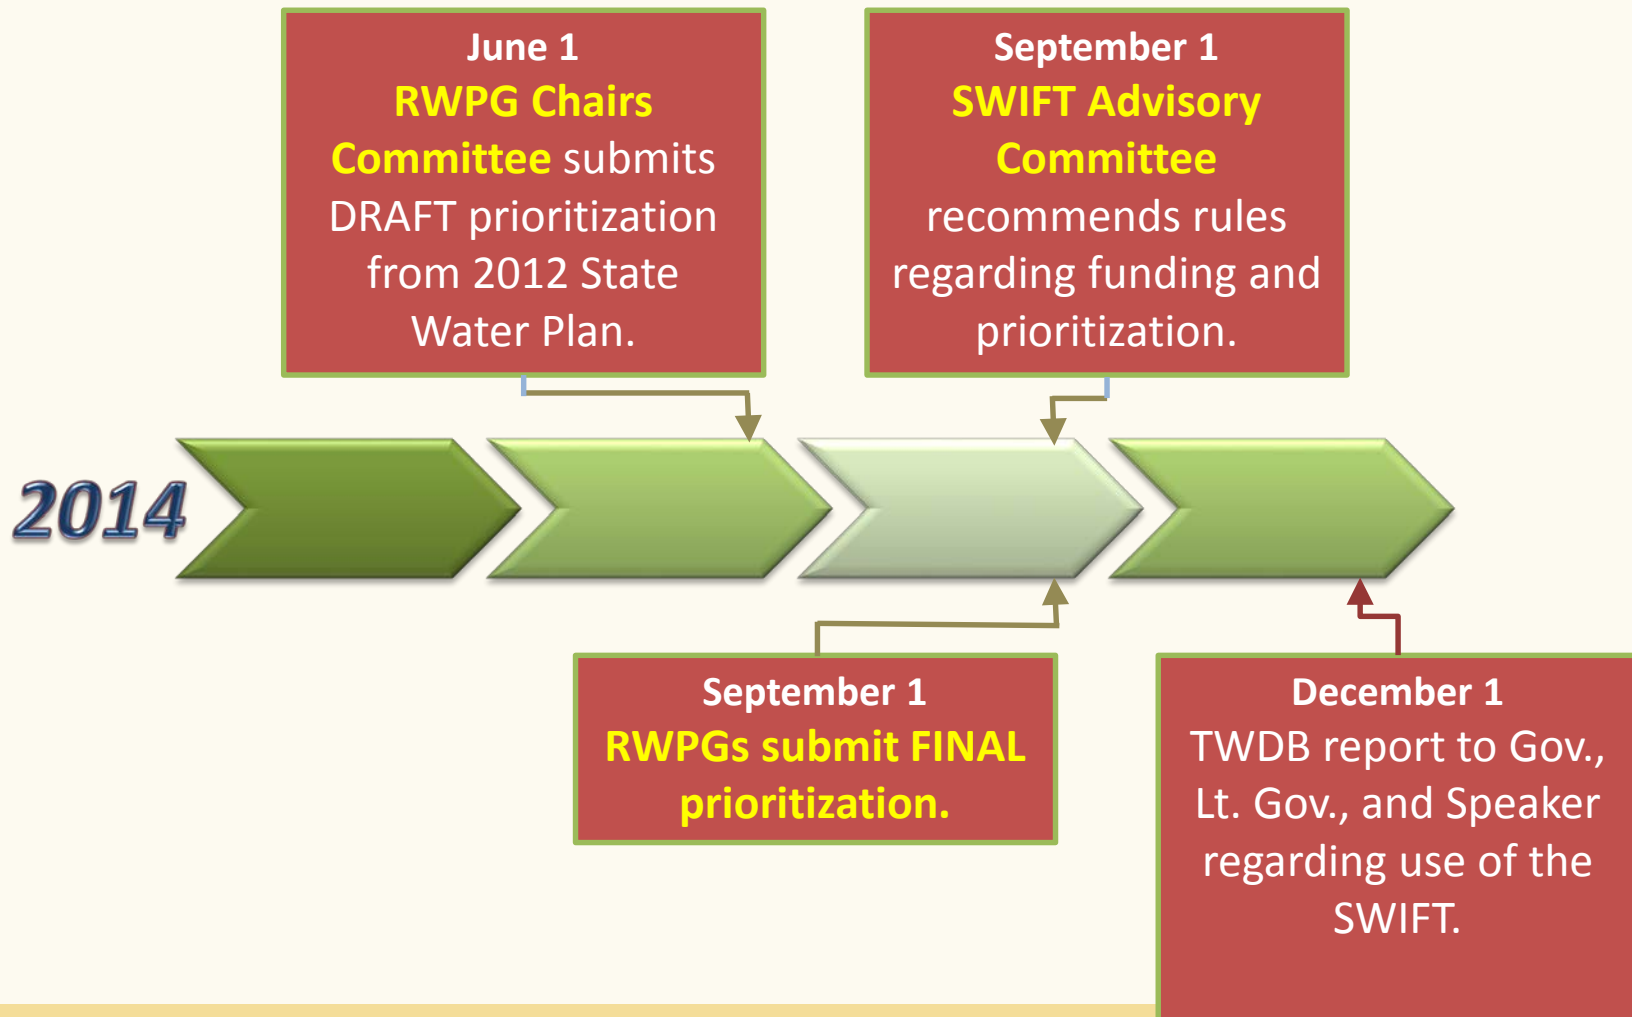 June 1
RWPG Chairs
Committee submits
DRAFT prioritization
from 2012 State
Water Plan.
September 1
SWIFT Advisory
Committee
recommends rules
regarding funding and
prioritization.
2014
September 1
RWPGs submit FINAL
prioritization.
December 1
TWDB report to Gov.,
Lt. Gov., and Speaker
regarding use of the
SWIFT.